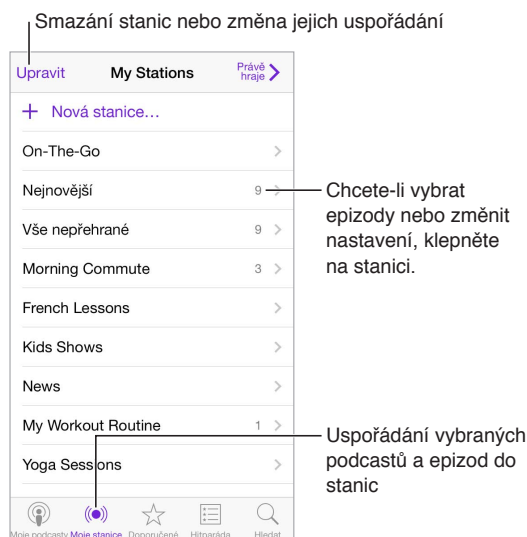 Smazání stanic nebo změna jejich uspořádání
Upravit
My Stations
Právě
hraje
+ Nová stanice…
On-The-Go
Nejnovější 9
Chcete-li vybrat
epizody nebo změnit
nastavení, klepněte
na stanici.
Vše nepřehrané 9
Morning Commute 3
French Lessons
Kids Shows
News
My Workout Routine 1
Uspořádání vybraných
podcastů a epizod do
stanic
Yoga Sessions
Moje podcasty Moje stanice Doporučené Hitparáda Hledat